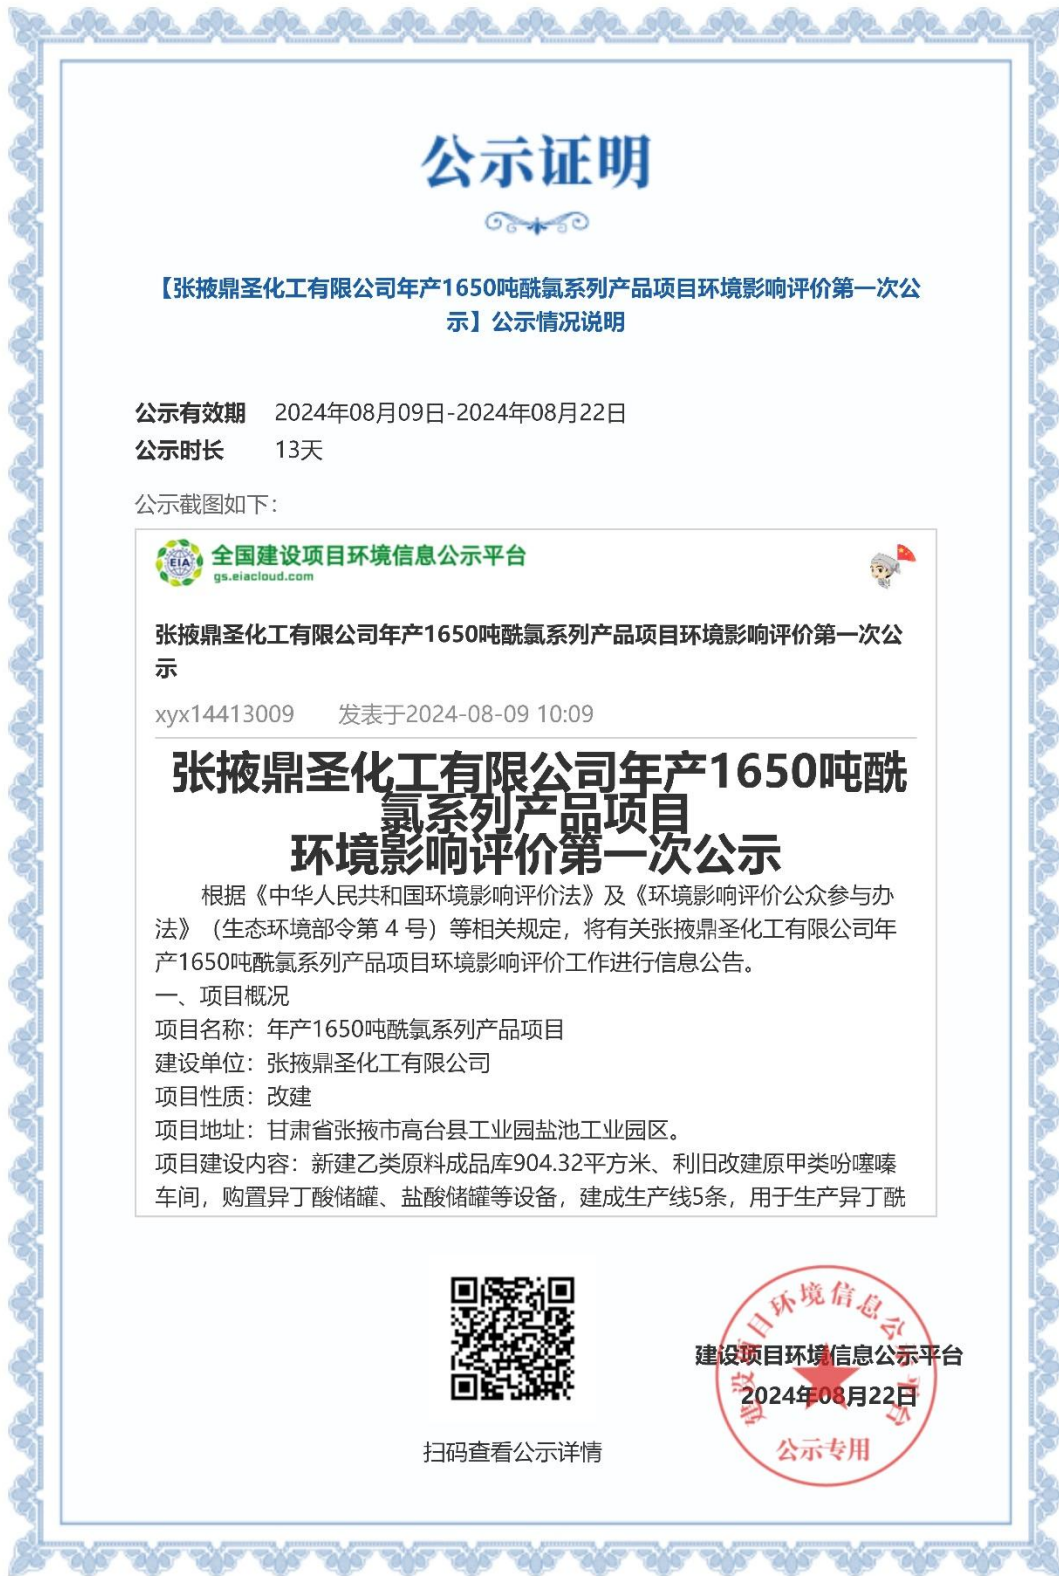 公示证明
【张掖鼎圣化工有限公司年产1650吨酰氯系列产品项目环境影响评价第一次公
示】公示情况说明
公示有效期 2024年08月09日-2024年08月22日
公示时长 13天
公示截图如下：
EIA 全国建设项目环境信息公示平台
gs.eiacloud.com
张掖鼎圣化工有限公司年产1650吨酰氯系列产品项目环境影响评价第一次公
示
xyx14413009 发表于2024-08-09 10:09
张掖鼎圣化工有限公司年产1650吨酰
氯系列产品项目
环境影响评价第一次公示
根据《中华人民共和国环境影响评价法》及《环境影响评价公众参与办
法》（生态环境部令第 4 号）等相关规定，将有关张掖鼎圣化工有限公司年
产1650吨酰氯系列产品项目环境影响评价工作进行信息公告。
一、项目概况
项目名称：年产1650吨酰氯系列产品项目
建设单位：张掖鼎圣化工有限公司
项目性质：改建
项目地址：甘肃省张掖市高台县工业园盐池工业园区。
项目建设内容：新建乙类原料成品库904.32平方米、利旧改建原甲类吩噻嗪
车间，购置异丁酸储罐、盐酸储罐等设备，建成生产线5条，用于生产异丁酰
扫码查看公示详情
建设项目环境信息公示平台
2024年08月22日
建设项目环境信息公示平台
公示专用